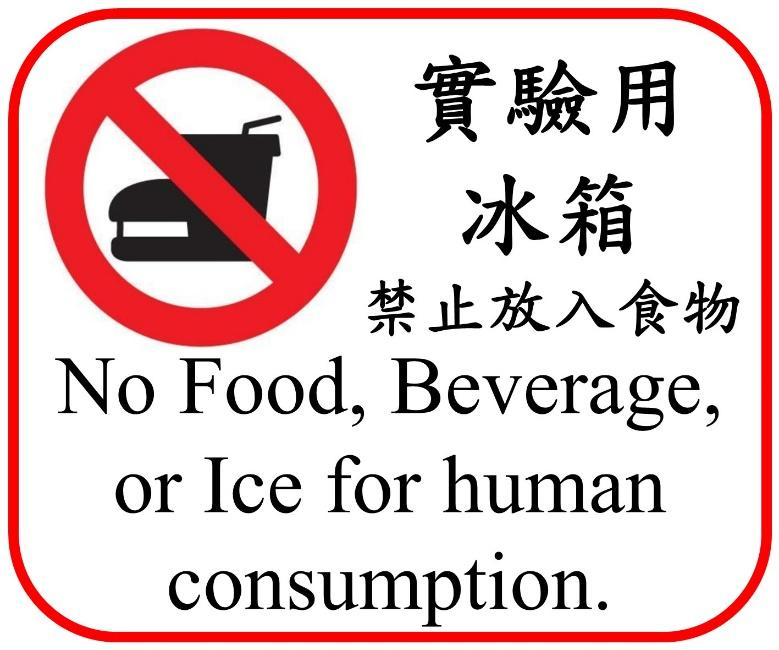 實驗用
冰箱
禁止放入食物
No Food, Beverage,
or Ice for human
consumption.